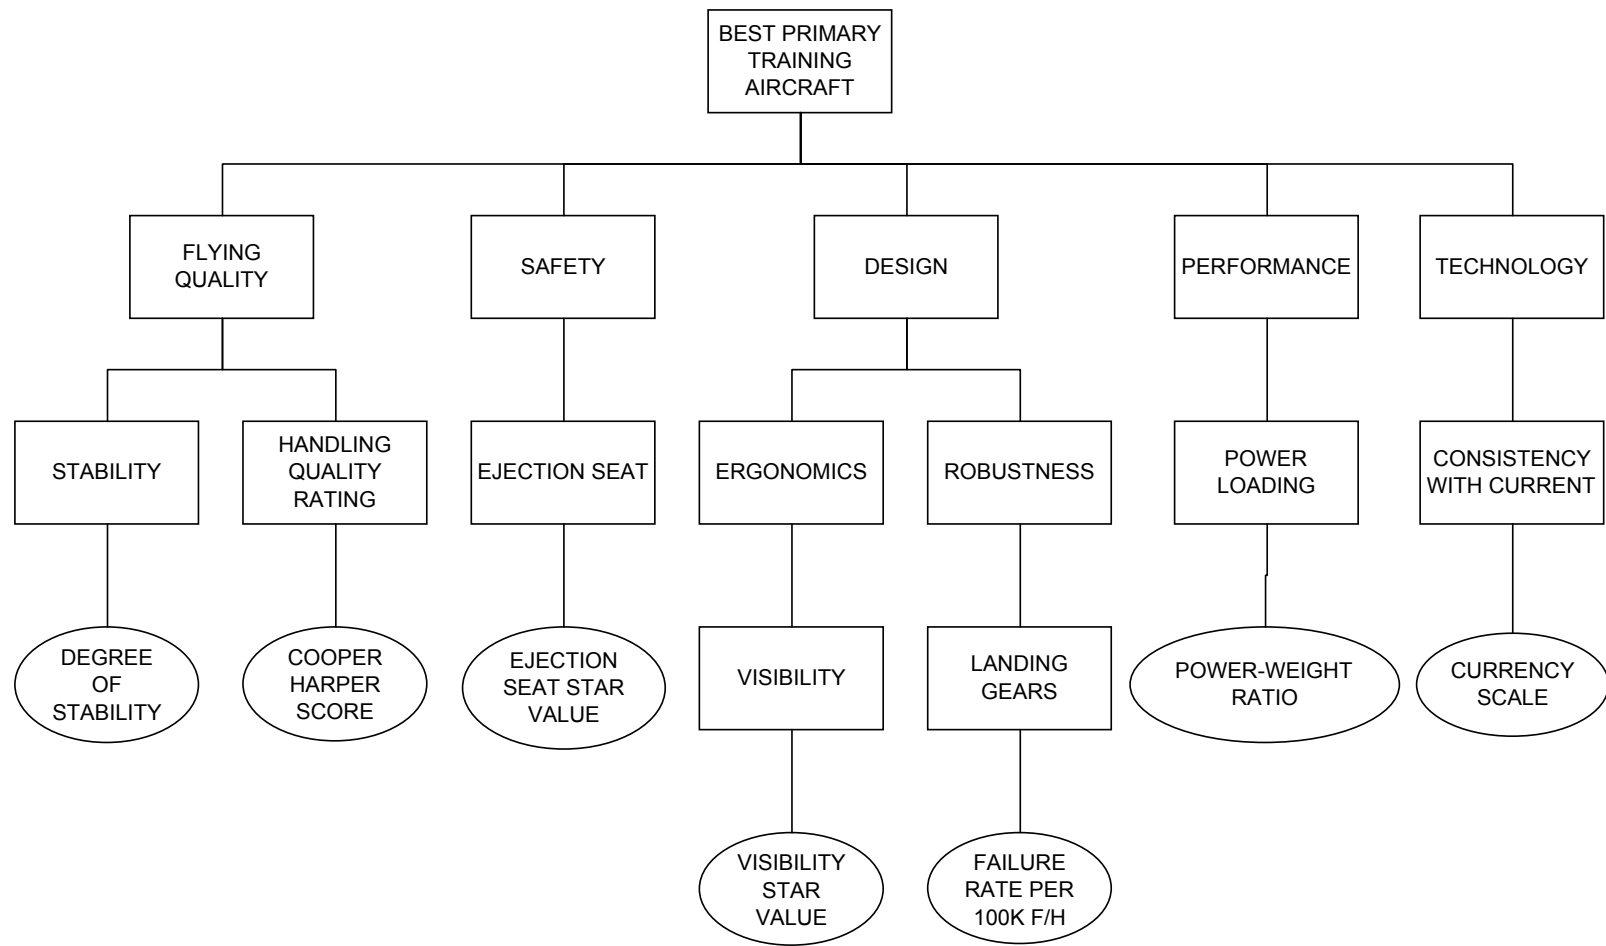 BEST PRIMARY
TRAINING
AIRCRAFT
FLYING
QUALITY
SAFETY
DESIGN
PERFORMANCE
TECHNOLOGY
STABILITY
HANDLING
QUALITY
RATING
EJECTION SEAT
ERGONOMICS
ROBUSTNESS
POWER
LOADING
CONSISTENCY
WITH CURRENT
DEGREE
OF
STABILITY
COOPER
HARPER
SCORE
EJECTION
SEAT STAR
VALUE
VISIBILITY
LANDING
GEARS
POWER-WEIGHT
RATIO
CURRENCY
SCALE
VISIBILITY
STAR
VALUE
FAILURE
RATE PER
100K F/H